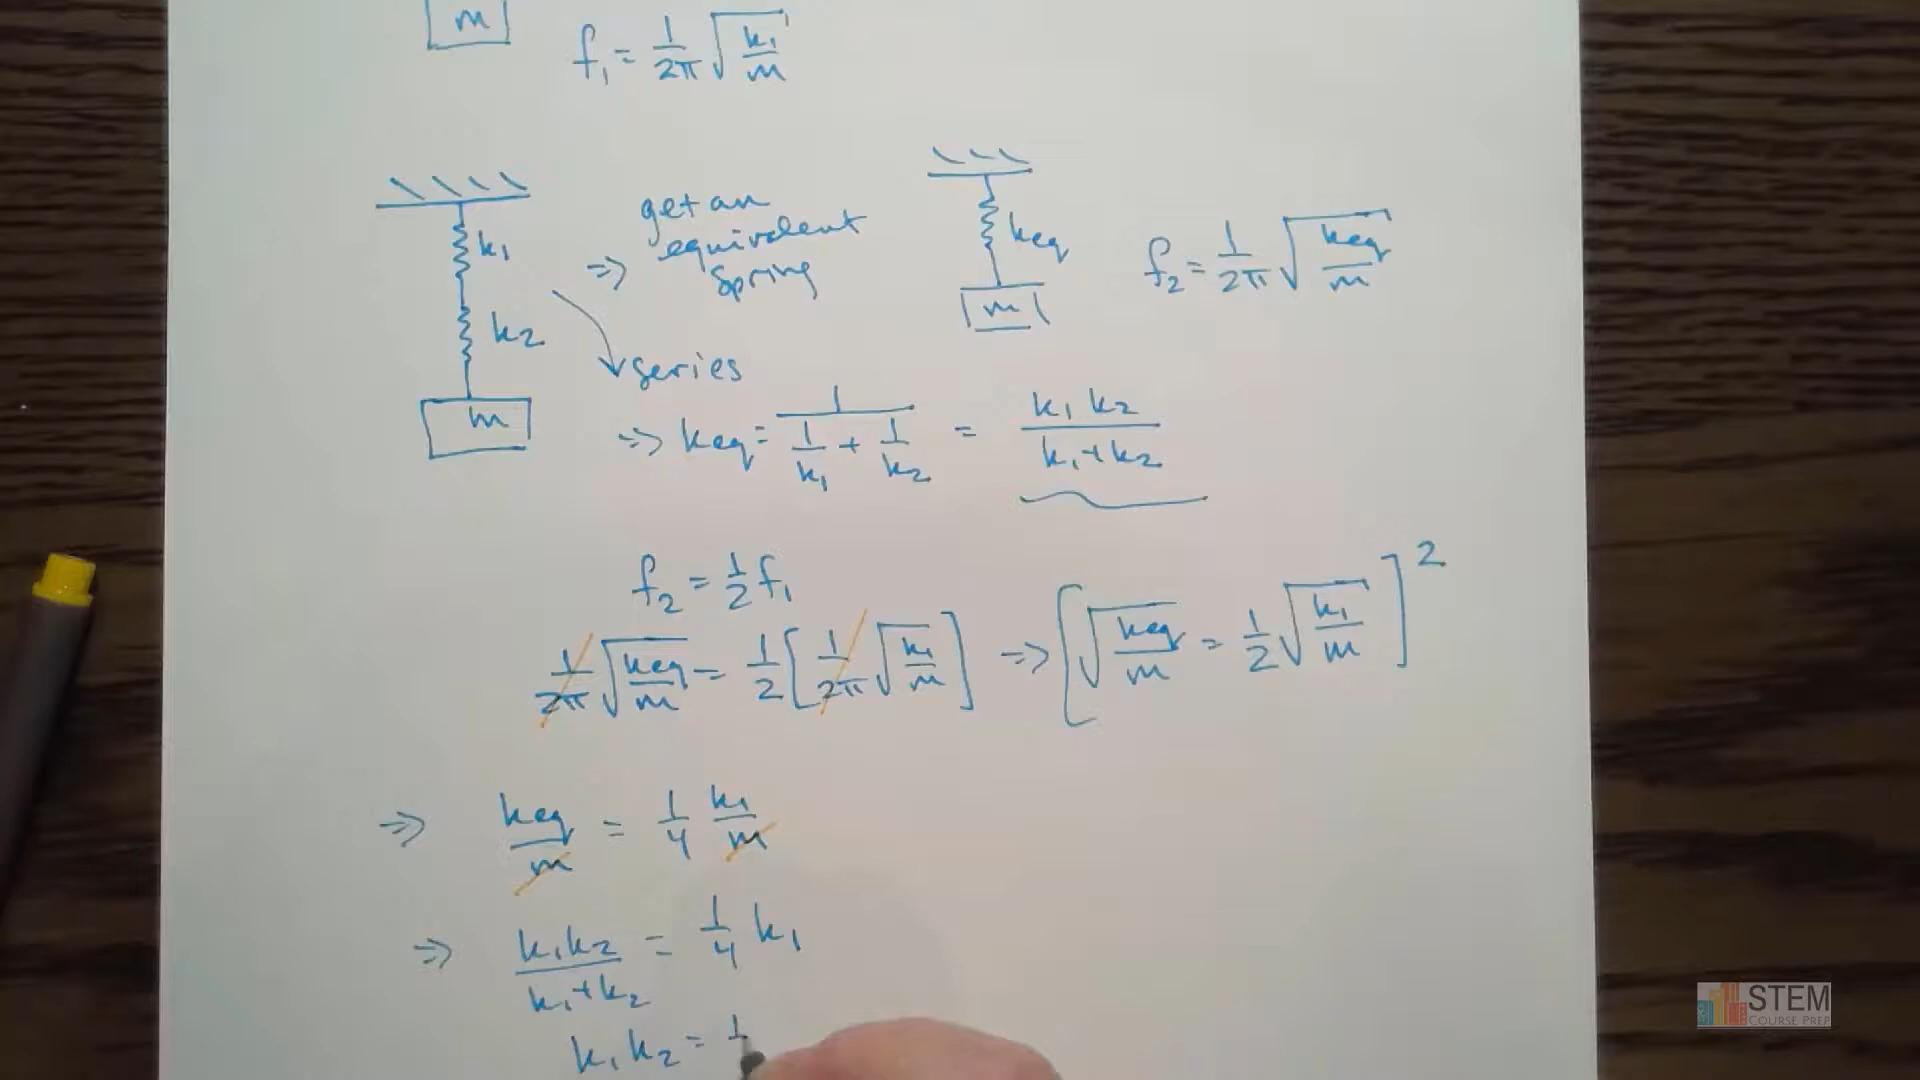 m
f₁ = 1/2π √(k₁/m)
k₁
k₂
m
⇒ get an
equivalent
spring
keq
m
f₂ = 1/2π √(keq/m)
series
⇒ keq = 1/(1/k₁ + 1/k₂) = k₁ k₂/(k₁+k₂)
f₂ = 1/2 f₁
1/2π √(keq/m) = 1/2 [1/2π √(k₁/m)] ⇒ [√(keq/m) = 1/2 √(k₁/m)]²
⇒ keq/m = 1/4 k₁/m
⇒ k₁k₂/(k₁+k₂) = 1/4 k₁
k₁k₂ = 1
STEM
COURSE PREP